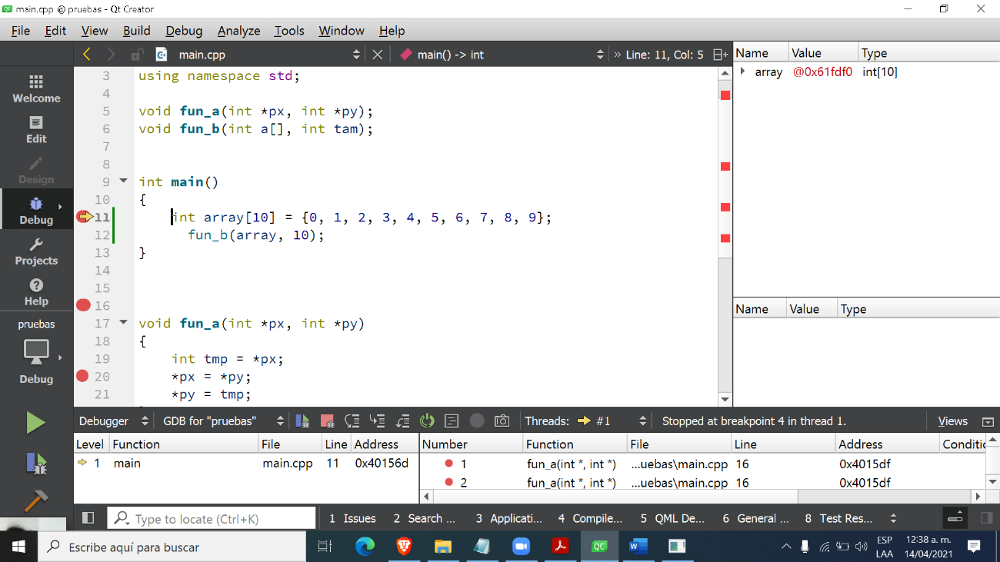 main.cpp @ pruebas - Qt Creator
File Edit View Build Debug Analyze Tools Window Help
main.cpp main() -> int » Line: 11, Col: 5
Name Value Type
array @0x61fdf0 int[10]
Welcome
Edit
Design
Debug
Projects
Help
pruebas
Debug
3 using namespace std;
4
5 void fun_a(int *px, int *py);
6 void fun_b(int a[], int tam);
7
8
9 int main()
10 {
11 int array[10] = {0, 1, 2, 3, 4, 5, 6, 7, 8, 9};
12 fun_b(array, 10);
13 }
14
15
16
17 void fun_a(int *px, int *py)
18 {
19 int tmp = *px;
20 *px = *py;
21 *py = tmp;
Name Value Type
Debugger GDB for "pruebas" Threads: #1 Stopped at breakpoint 4 in thread 1. Views
Level Function File Line Address
1 main main.cpp 11 0x40156d
Number Function File Line Address Conditi
1 fun_a(int *, int *) ...uebas\main.cpp 16 0x4015df
2 fun_a(int *, int *) ...uebas\main.cpp 16 0x4015df
Type to locate (Ctrl+K) 1 Issues 2 Search ... 3 Applicati... 4 Compile... 5 QML De... 6 General ... 8 Test Res...
Escribe aquí para buscar
QC
W
ESP
LAA
12:38 a. m.
14/04/2021